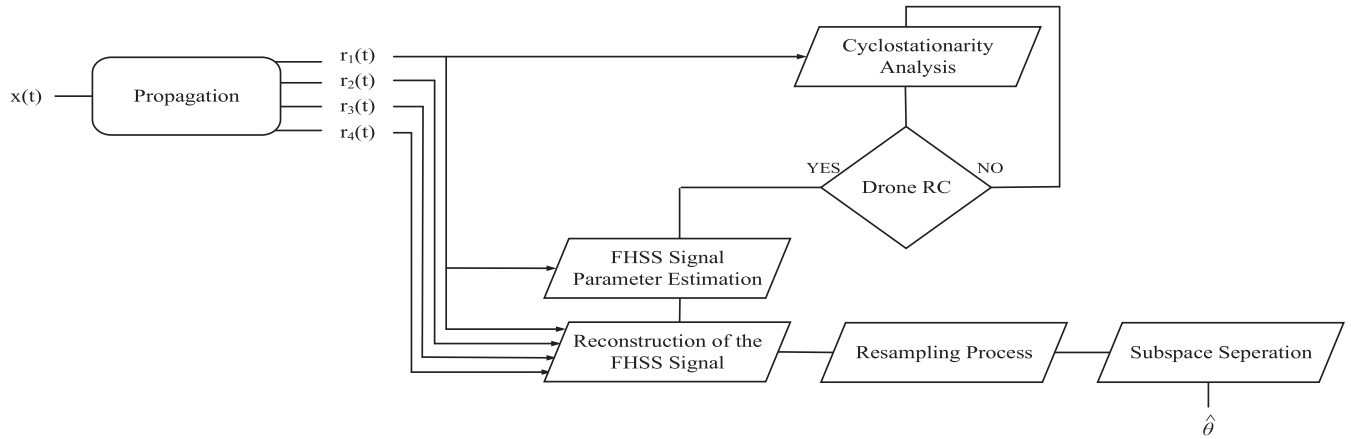 x(t)
Propagation
r₁(t)
r₂(t)
r₃(t)
r₄(t)
Cyclostationarity
Analysis
YES
Drone RC
NO
FHSS Signal
Parameter Estimation
Reconstruction of the
FHSS Signal
Resampling Process
Subspace Seperation
θ̂